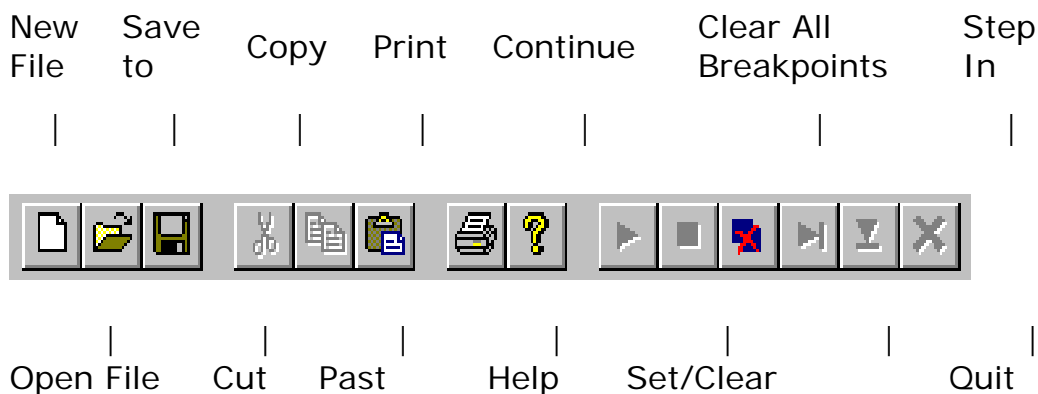 New Save Copy Print Continue Clear All Step
File to Breakpoints In
Open File Cut Past Help Set/Clear Quit